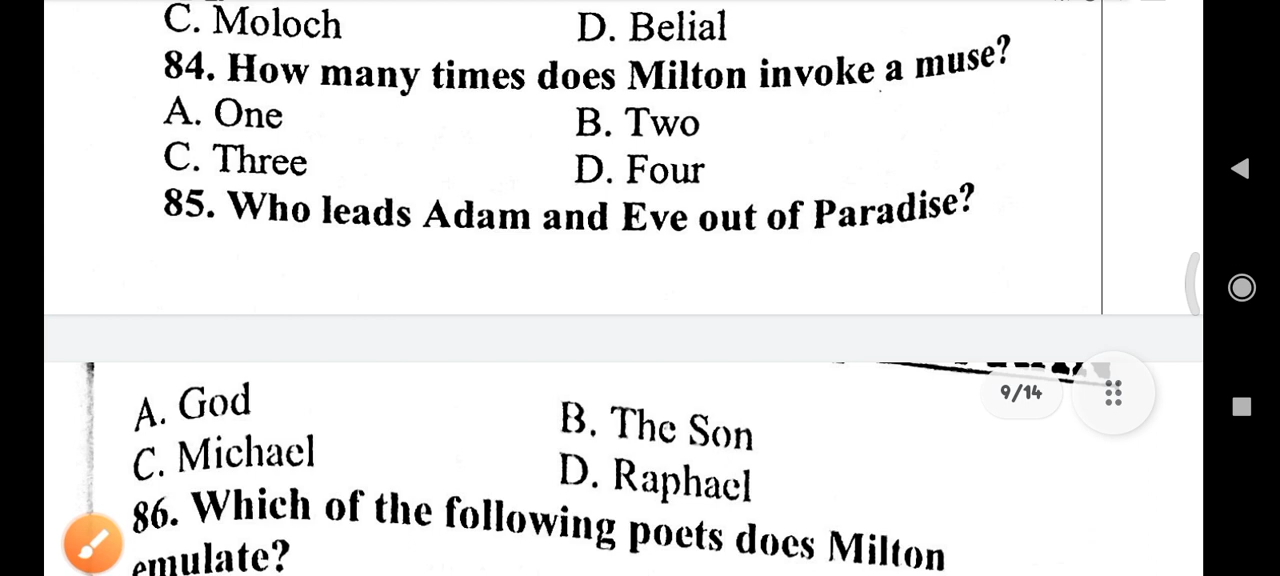 C. Moloch D. Belial
84. How many times does Milton invoke a muse?
A. One B. Two
C. Three D. Four
85. Who leads Adam and Eve out of Paradise?
9/14
A. God B. The Son
C. Michael D. Raphael
86. Which of the following poets does Milton
emulate?